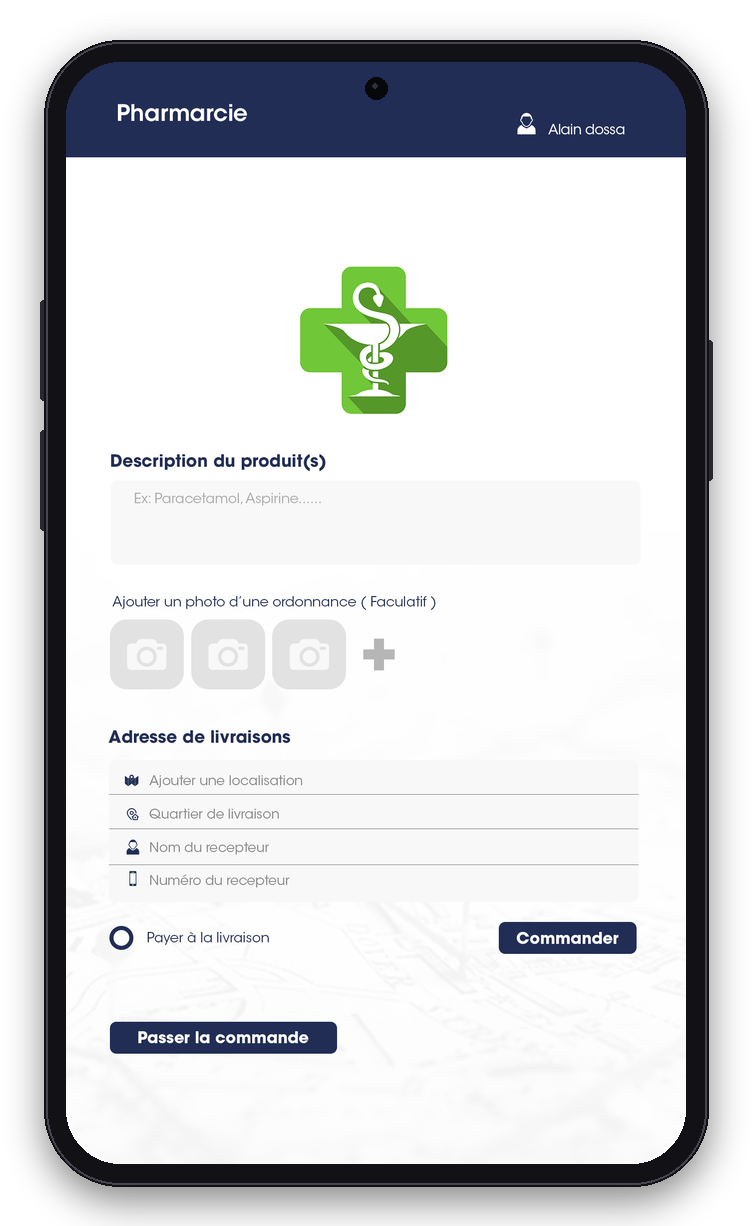 Pharmarcie
Alain dossa
Description du produit(s)
Ex: Paracetamol, Aspirine......
Ajouter un photo d'une ordonnance ( Faculatif )
Adresse de livraisons
Ajouter une localisation
Quartier de livraison
Nom du recepteur
Numéro du recepteur
Payer à la livraison
Commander
Passer la commande